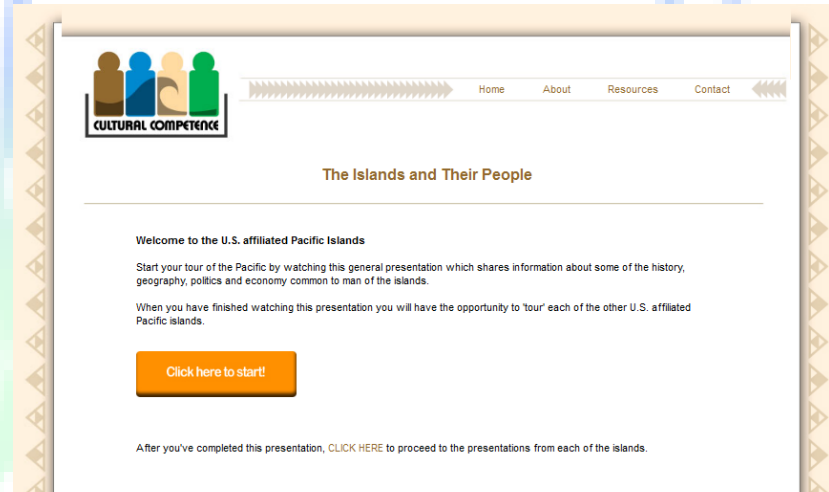 CULTURAL COMPETENCE
Home About Resources Contact
The Islands and Their People
Welcome to the U.S. affiliated Pacific Islands
Start your tour of the Pacific by watching this general presentation which shares information about some of the history,
geography, politics and economy common to man of the islands.
When you have finished watching this presentation you will have the opportunity to 'tour' each of the other U.S. affiliated
Pacific islands.
Click here to start!
After you've completed this presentation, CLICK HERE to proceed to the presentations from each of the islands.